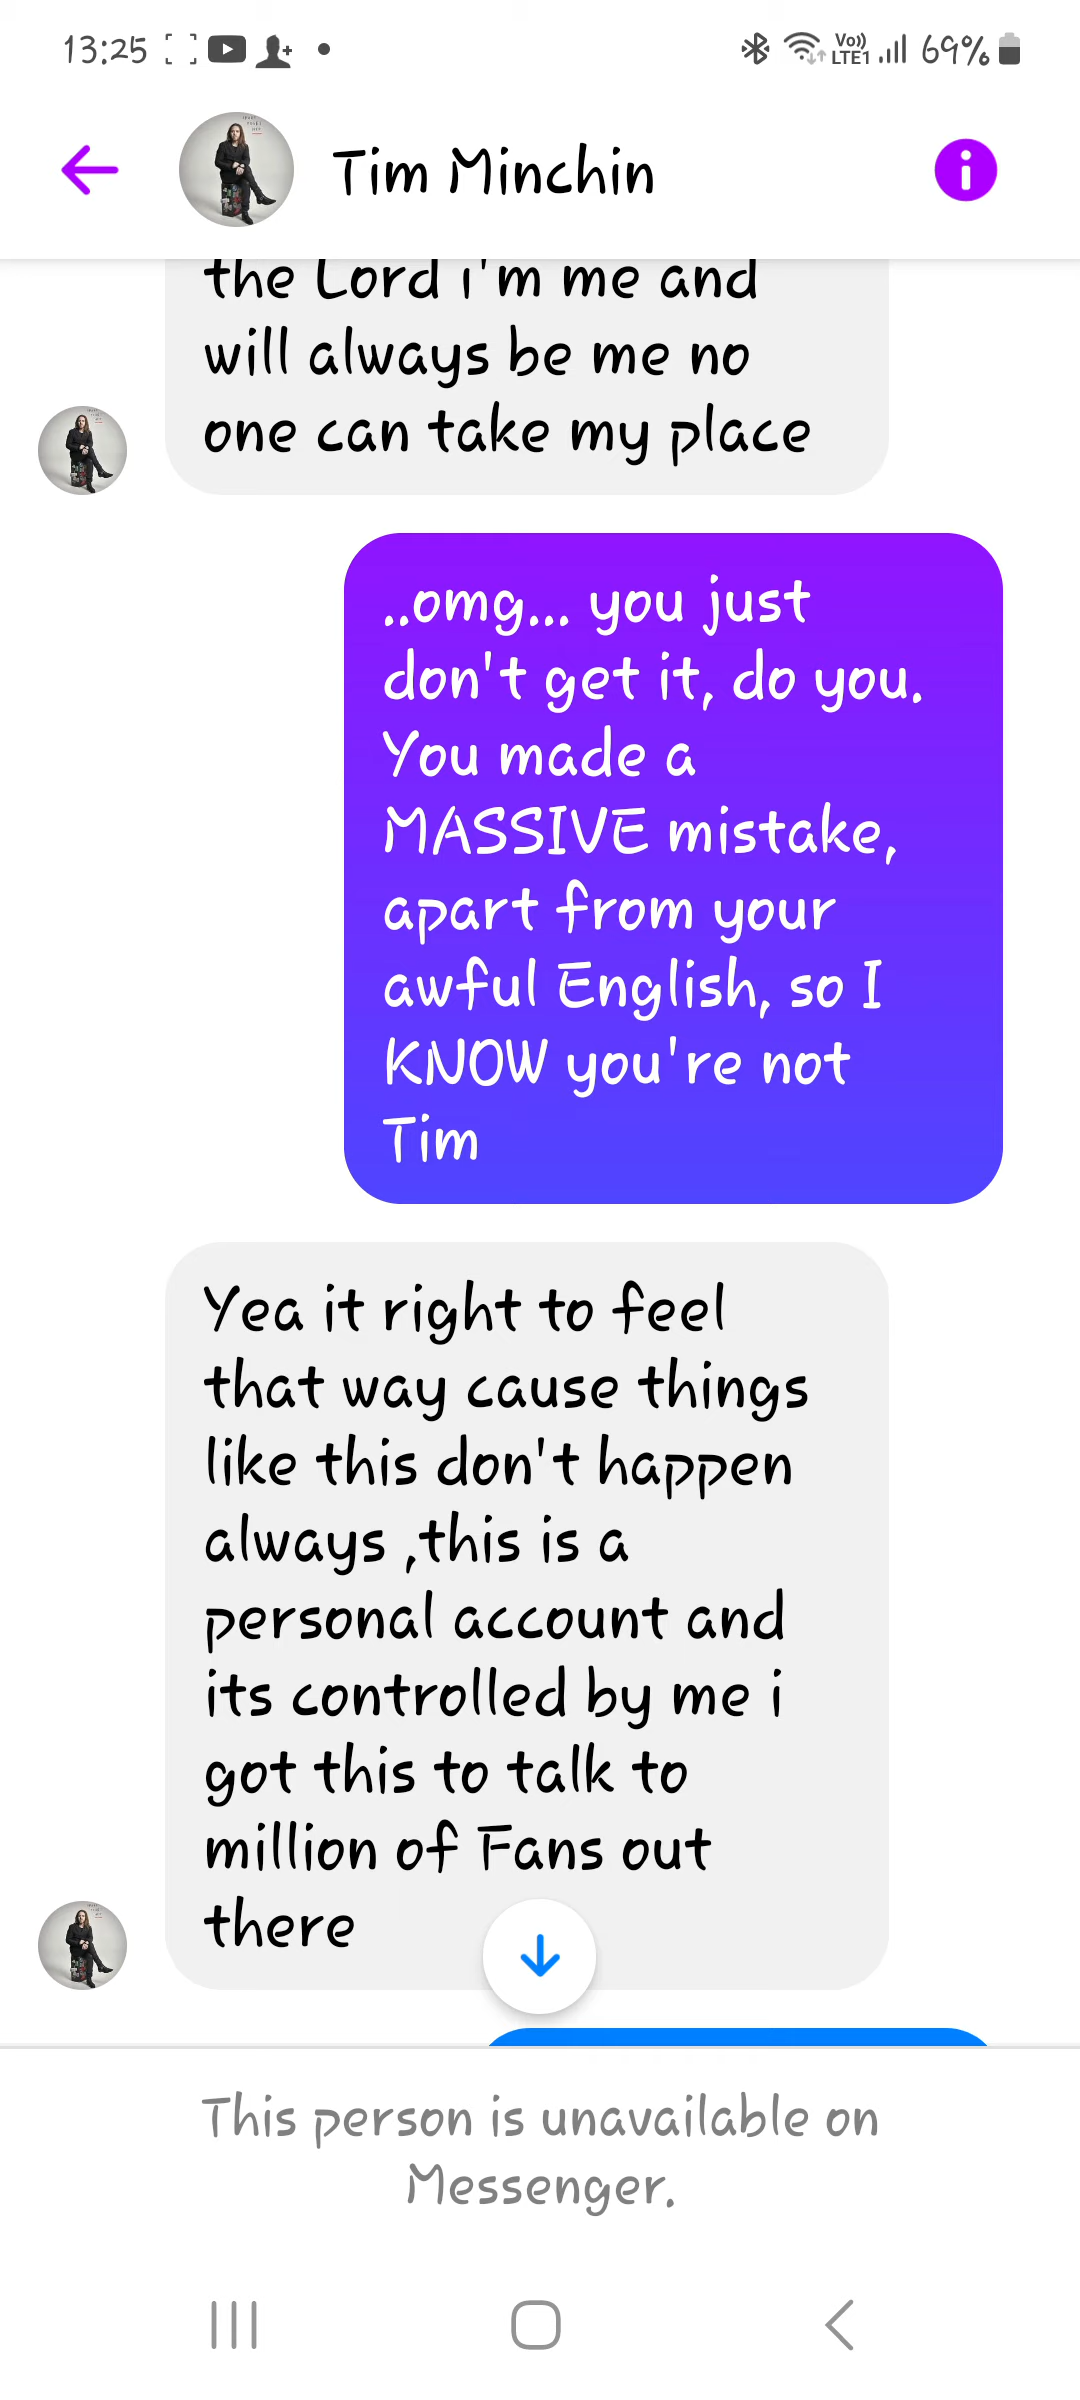 13:25
Vo)) LTE1 69%
Tim Minchin
the Lord i'm me and
will always be me no
one can take my place
..omg... you just
don't get it, do you.
You made a
MASSIVE mistake,
apart from your
awful English, so I
KNOW you're not
Tim
Yea it right to feel
that way cause things
like this don't happen
always ,this is a
personal account and
its controlled by me i
got this to talk to
million of Fans out
there
This person is unavailable on
Messenger.